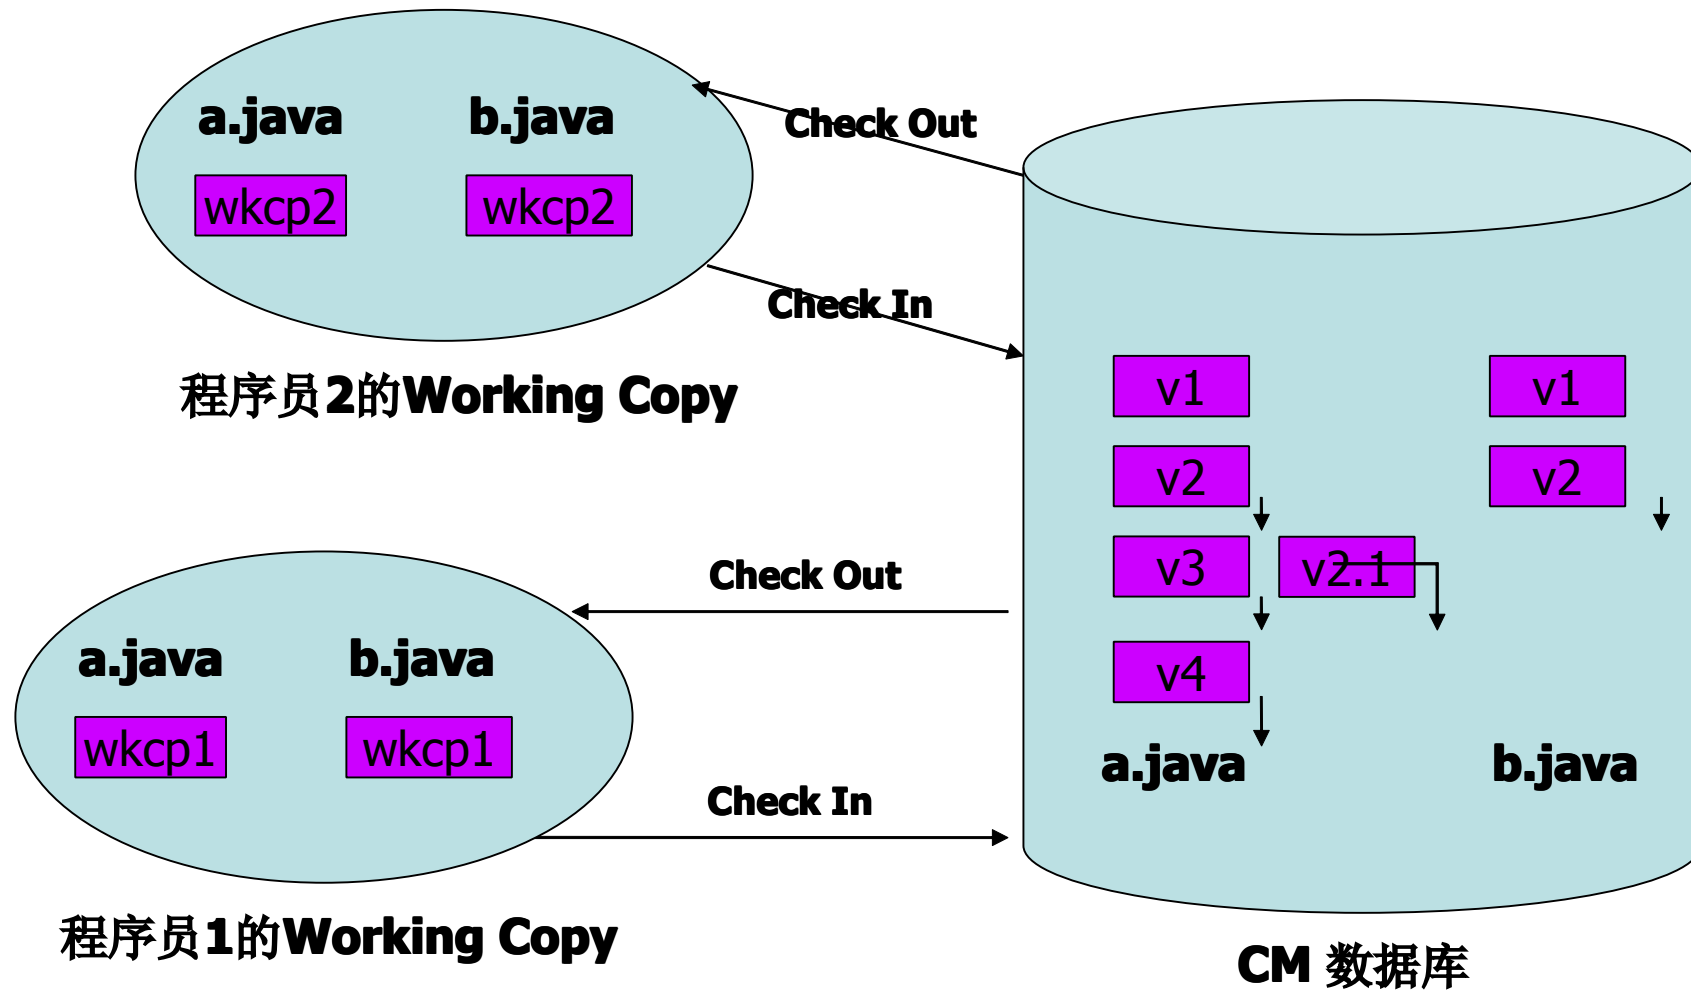 a.java b.java
wkcp2 wkcp2
Check Out
Check In
程序员2的Working Copy
a.java b.java
wkcp1 wkcp1
Check Out
Check In
程序员1的Working Copy
v1 v1
v2 v2
v3 v2.1
v4
a.java b.java
CM 数据库